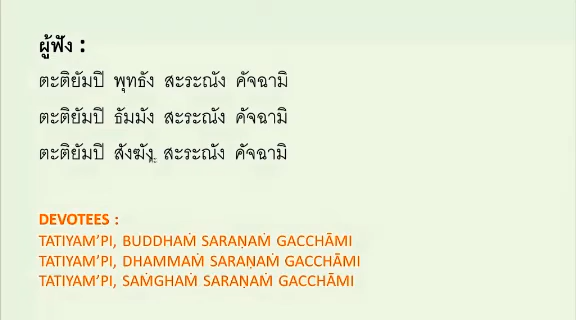 ผู้ฟัง :
ตะติยัมปิ พุทธัง สะระณัง คัจฉามิ
ตะติยัมปิ ธัมมัง สะระณัง คัจฉามิ
ตะติยัมปิ สังฆัง สะระณัง คัจฉามิ
DEVOTEES :
TATIYAM’PI, BUDDHAṀ SARAṆAṀ GACCHĀMI
TATIYAM’PI, DHAMMAṀ SARAṆAṀ GACCHĀMI
TATIYAM’PI, SAṀGHAṀ SARAṆAṀ GACCHĀMI